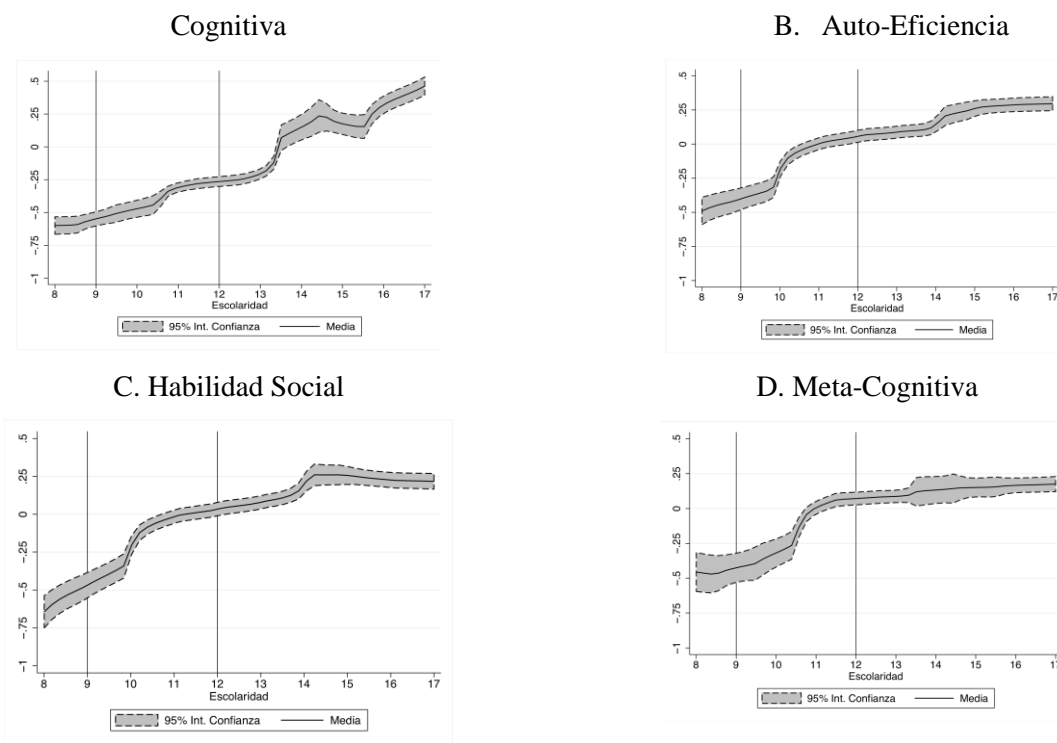 Cognitiva
.5
.25
0
-.25
-.5
-.75
-1
8 9 10 11 12 13 14 15 16 17
Escolaridad
95% Int. Confianza Media
B. Auto-Eficiencia
.5
.25
0
-.25
-.5
-.75
-1
8 9 10 11 12 13 14 15 16 17
Escolaridad
95% Int. Confianza Media
C. Habilidad Social
.5
.25
0
-.25
-.5
-.75
-1
8 9 10 11 12 13 14 15 16 17
Escolaridad
95% Int. Confianza Media
D. Meta-Cognitiva
.5
.25
0
-.25
-.5
-.75
-1
8 9 10 11 12 13 14 15 16 17
Escolaridad
95% Int. Confianza Media